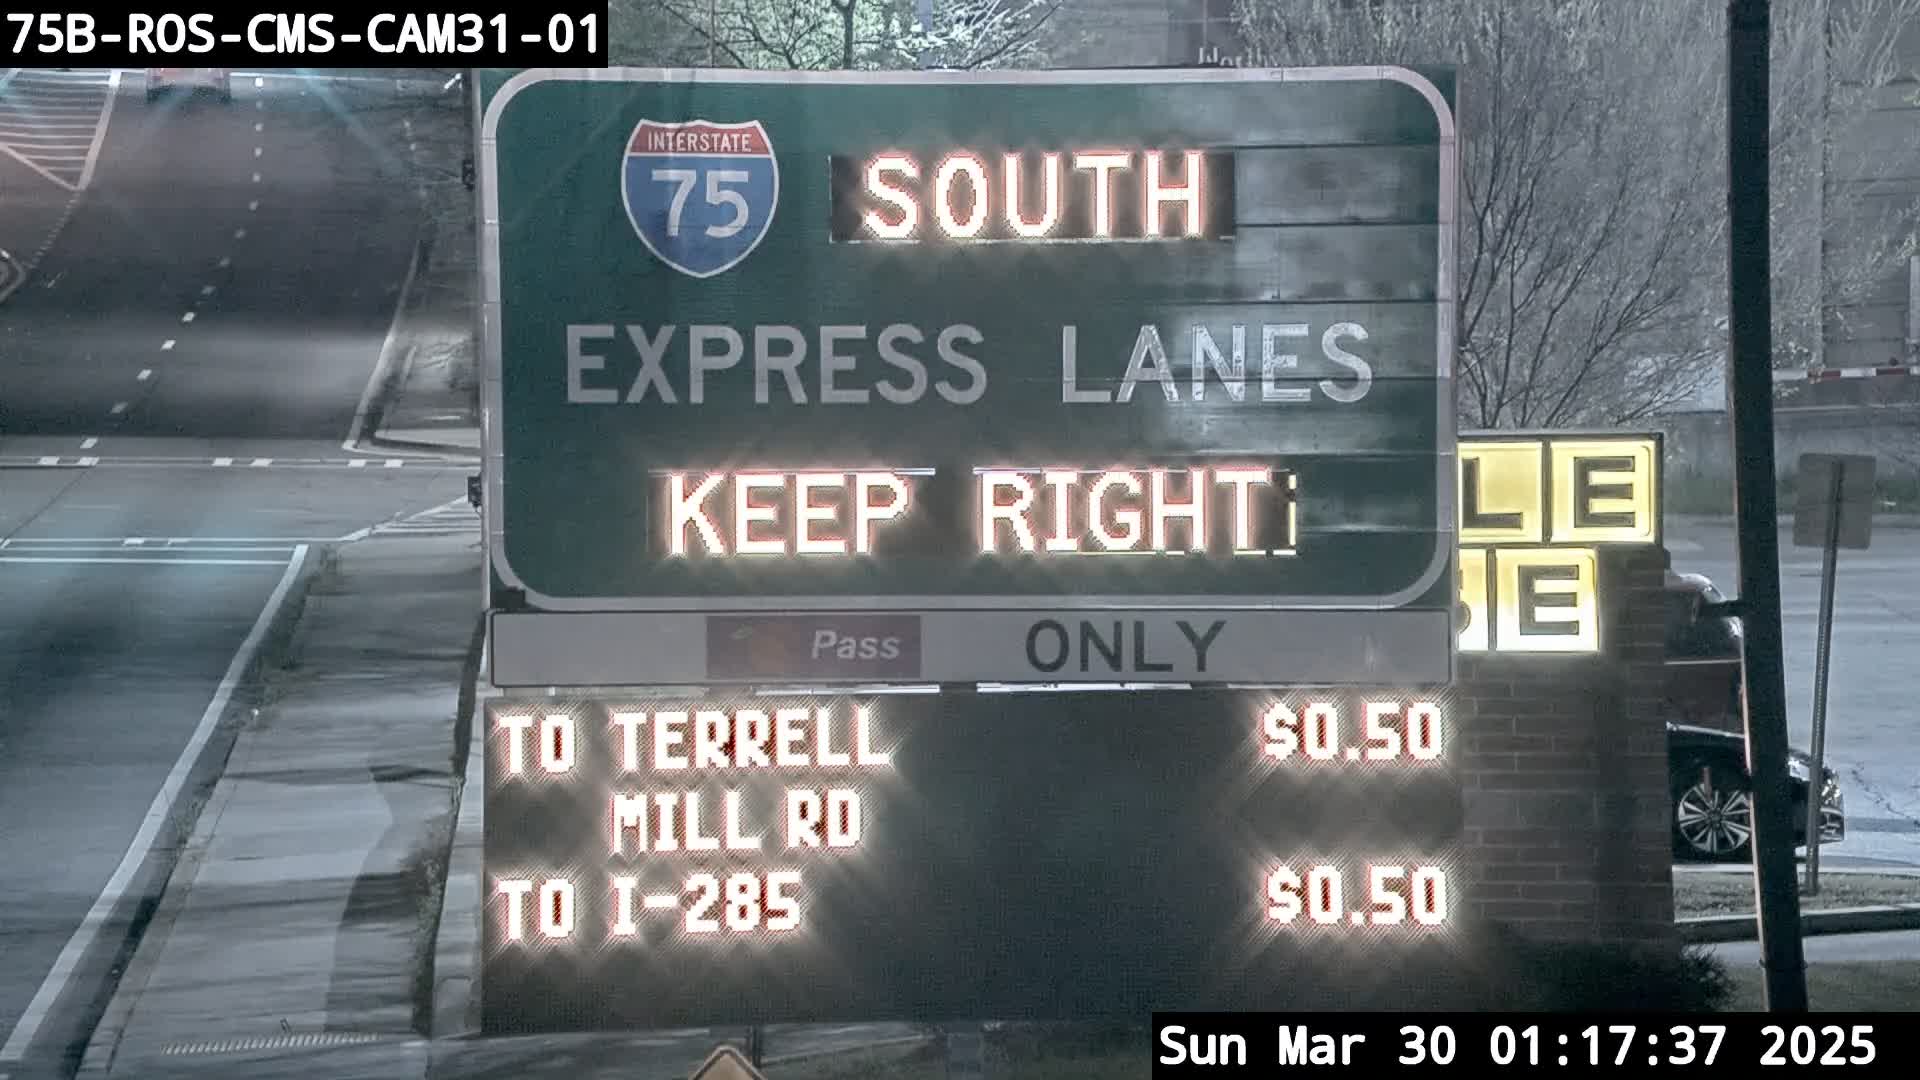 75B-ROS-CMS-CAM31-01
INTERSTATE
75
SOUTH
EXPRESS LANES
KEEP RIGHT
Pass ONLY
TO TERRELL $0.50
MILL RD
TO I-285 $0.50
LE
E
Sun Mar 30 01:17:37 2025